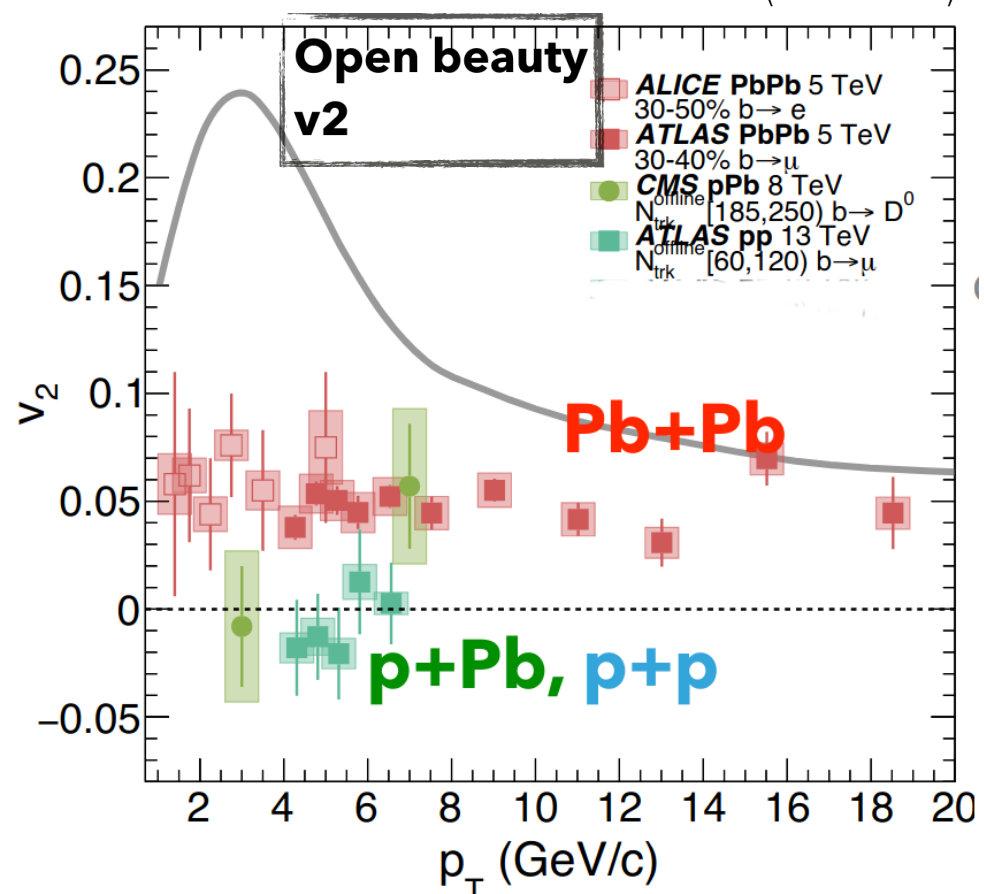 Open beauty
v2
ALICE PbPb 5 TeV
30-50% b→ e
ATLAS PbPb 5 TeV
30-40% b→μ
CMS pPb 8 TeV
N_trk^offline [185,250) b→ D⁰
ATLAS pp 13 TeV
N_trk^offline [60,120) b→μ
0.25
0.2
0.15
0.1
0.05
0
−0.05
v₂
Pb+Pb
p+Pb, p+p
2 4 6 8 10 12 14 16 18 20
p_T (GeV/c)